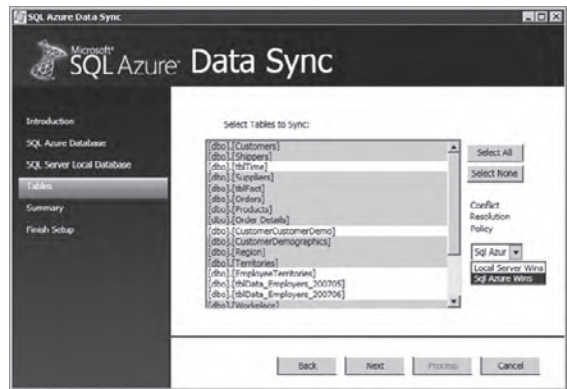 SQL Azure Data Sync
Microsoft®
SQL Azure™ Data Sync
Introduction
SQL Azure Database
SQL Server Local Database
Tables
Summary
Finish Setup
Select Tables to Sync:
[dbo].[Customers]
[dbo].[Shippers]
[dbo].[tblTime]
[dbo].[Suppliers]
[dbo].[tblFact]
[dbo].[Orders]
[dbo].[Products]
[dbo].[Order Details]
[dbo].[CustomerCustomerDemo]
[dbo].[CustomerDemographics]
[dbo].[Region]
[dbo].[Territories]
[dbo].[EmployeeTerritories]
[dbo].[tblData_Employers_200705]
[dbo].[tblData_Employers_200706]
[dbo].[Workplace]
Select All
Select None
Conflict
Resolution
Policy
Sql Azur
Local Server Wins
Sql Azure Wins
Back
Next
Process
Cancel